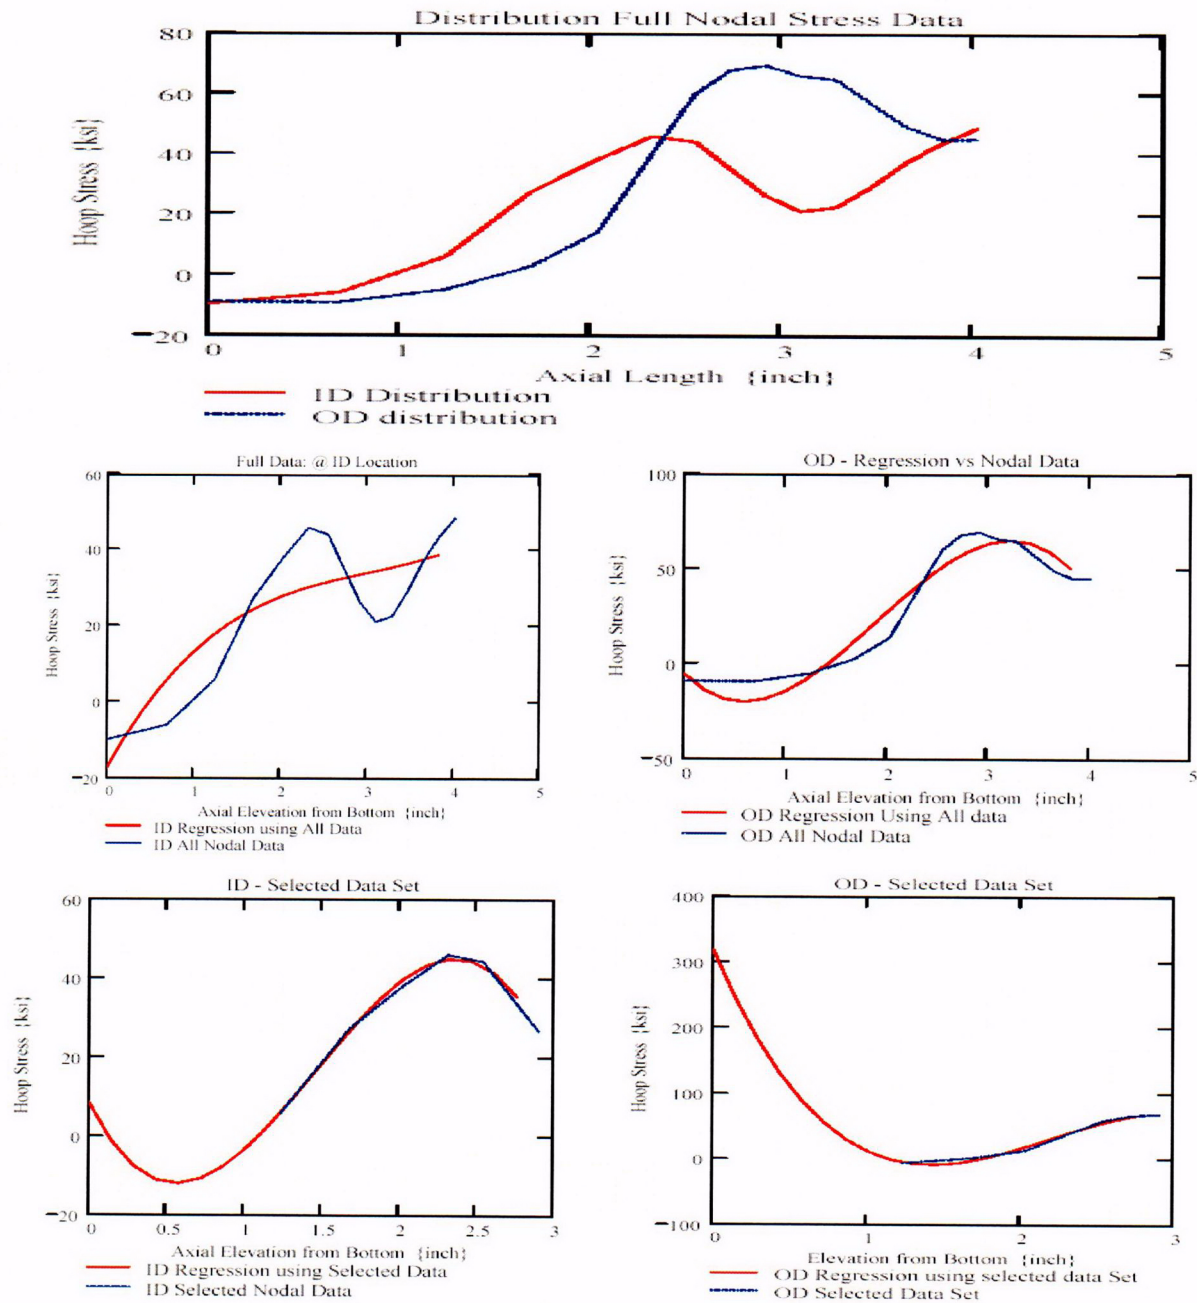 Distribution Full Nodal Stress Data
80
60
40
20
0
−20
Hoop Stress {ksi}
0 1 2 3 4 5
Axial Length {inch}
ID Distribution
OD distribution
Full Data: @ ID Location
60
40
20
0
−20
Hoop Stress {ksi}
0 1 2 3 4 5
Axial Elevation from Bottom {inch}
ID Regression using All Data
ID All Nodal Data
OD - Regression vs Nodal Data
100
50
0
−50
Hoop Stress {ksi}
0 1 2 3 4 5
Axial Elevation from Bottom {inch}
OD Regression Using All data
OD All Nodal Data
ID - Selected Data Set
60
40
20
0
−20
Hoop Stress {ksi}
0 0.5 1 1.5 2 2.5 3
Axial Elevation from Bottom {inch}
ID Regression using Selected Data
ID Selected Nodal Data
OD - Selected Data Set
400
300
200
100
0
−100
Hoop Stress {ksi}
0 1 2 3
Elevation from Bottom {inch}
OD Regression using selected data Set
OD Selected Data Set